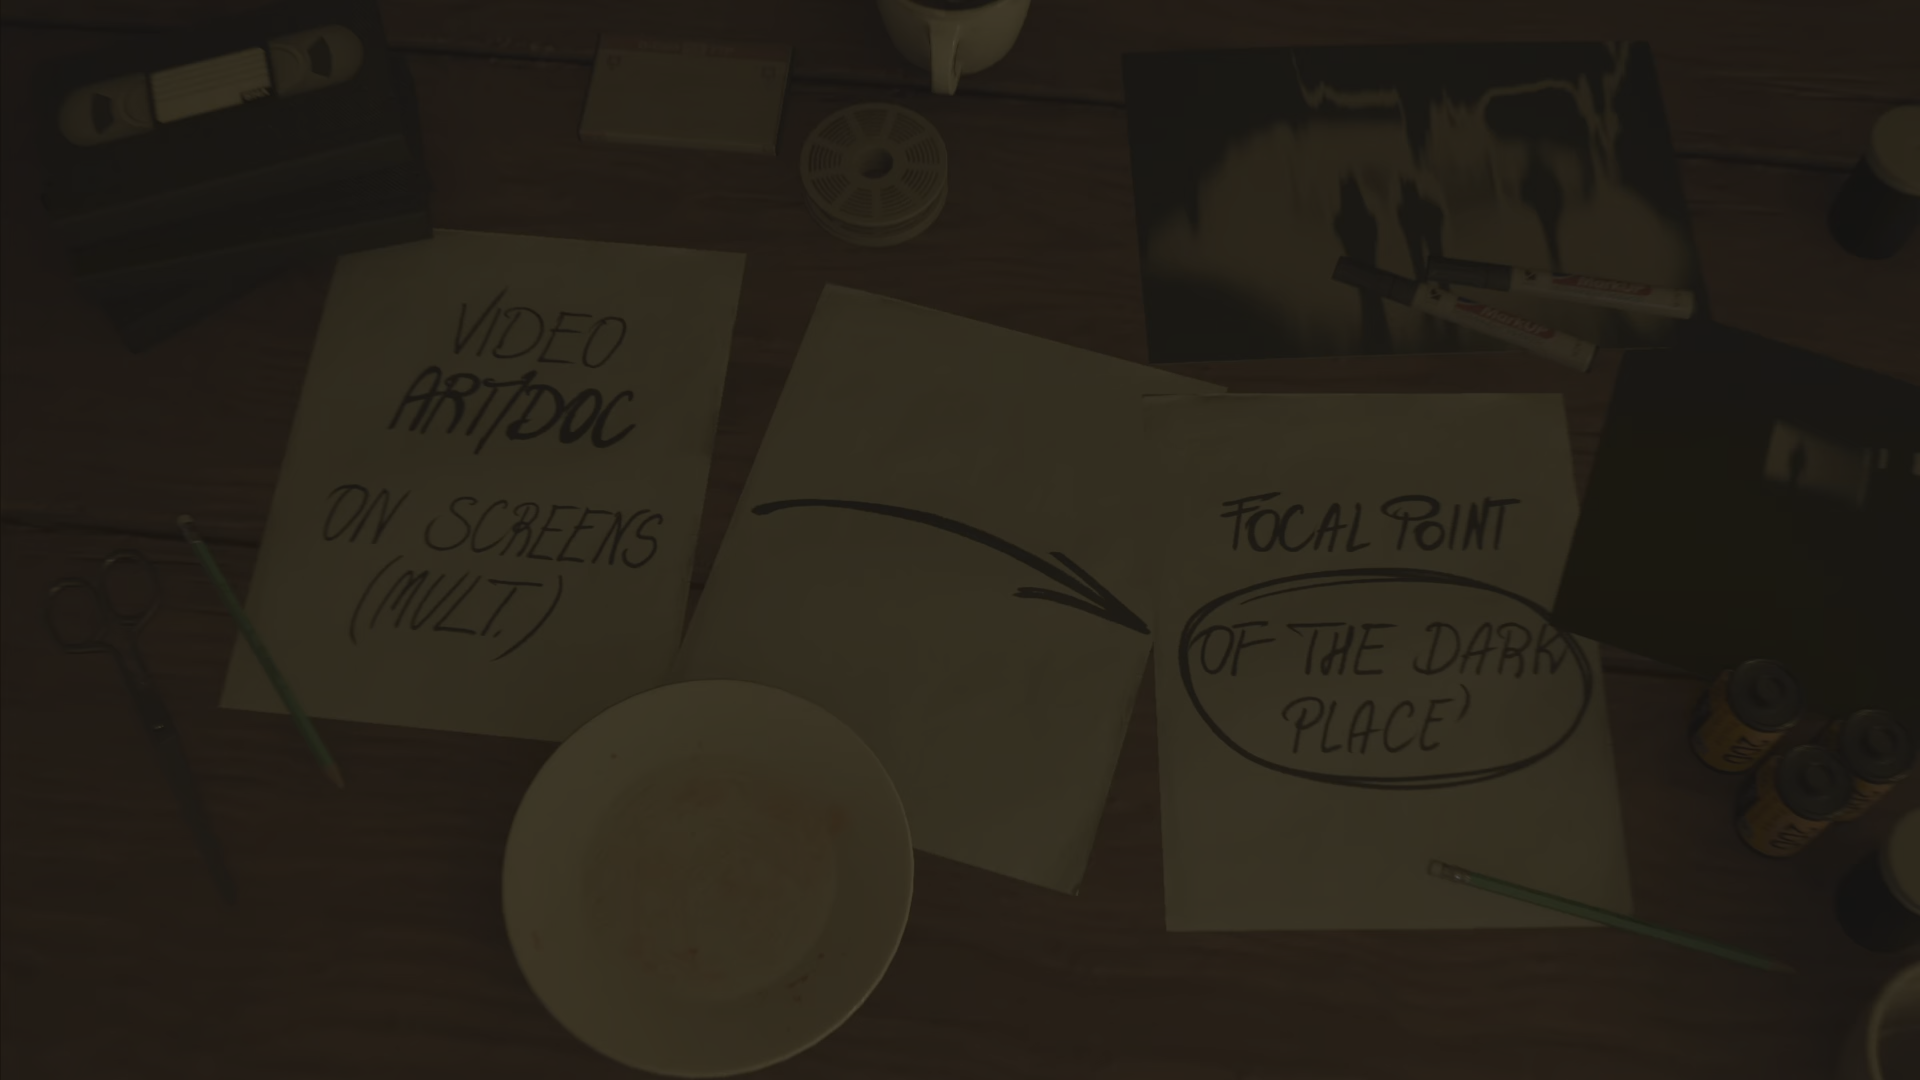 VIDEO
ART/DOC
ON SCREENS
(MULT.)
FOCAL POINT
OF THE DARK
PLACE'